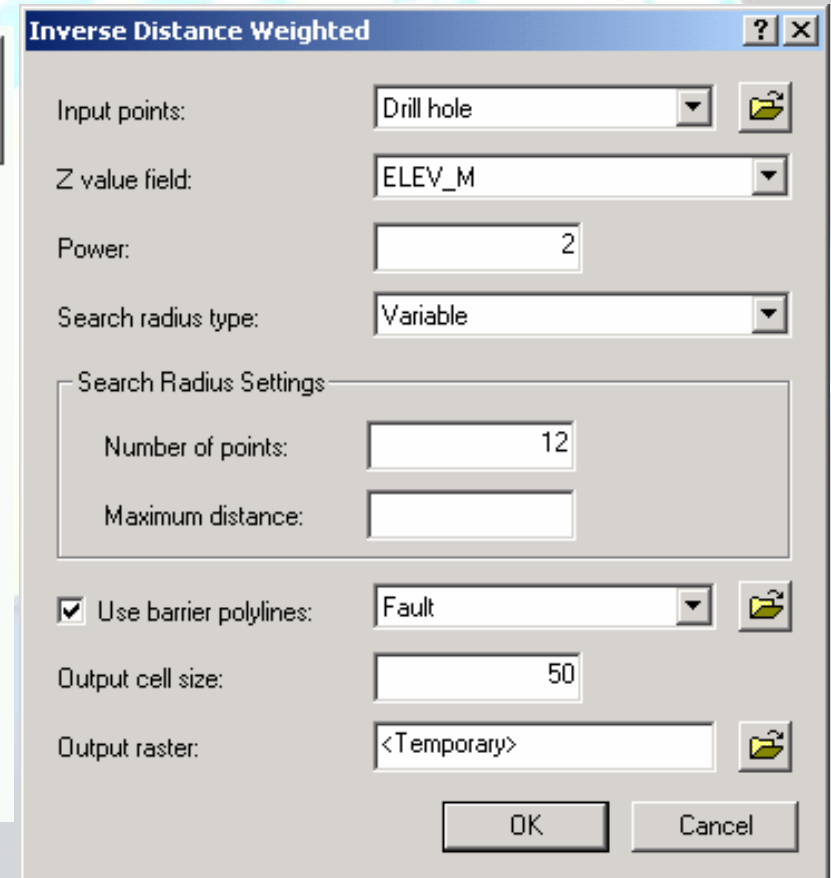 Inverse Distance Weighted
Input points: Drill hole
Z value field: ELEV_M
Power: 2
Search radius type: Variable
Search Radius Settings
Number of points: 12
Maximum distance:
Use barrier polylines: Fault
Output cell size: 50
Output raster: <Temporary>
OK Cancel